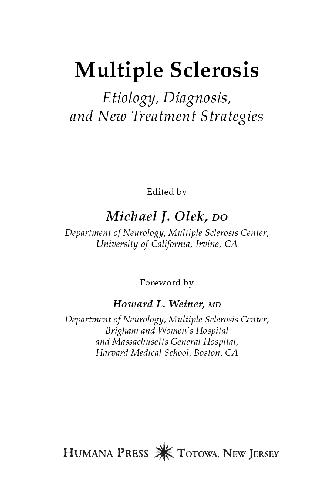 Multiple Sclerosis
Etiology, Diagnosis,
and New Treatment Strategies
Edited by
Michael J. Olek, DO
Department of Neurology, Multiple Sclerosis Center,
University of California, Irvine, CA
Foreword by
Howard L. Weiner, MD
Department of Neurology, Multiple Sclerosis Center,
Brigham and Women's Hospital
and Massachusetts General Hospital,
Harvard Medical School, Boston, CA
HUMANA PRESS TOTOWA, NEW JERSEY